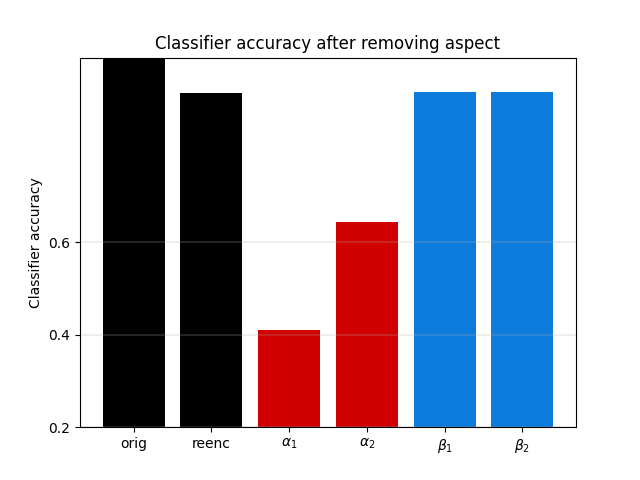 Classifier accuracy after removing aspect
Classifier accuracy
0.6
0.4
0.2
orig reenc α₁ α₂ β₁ β₂